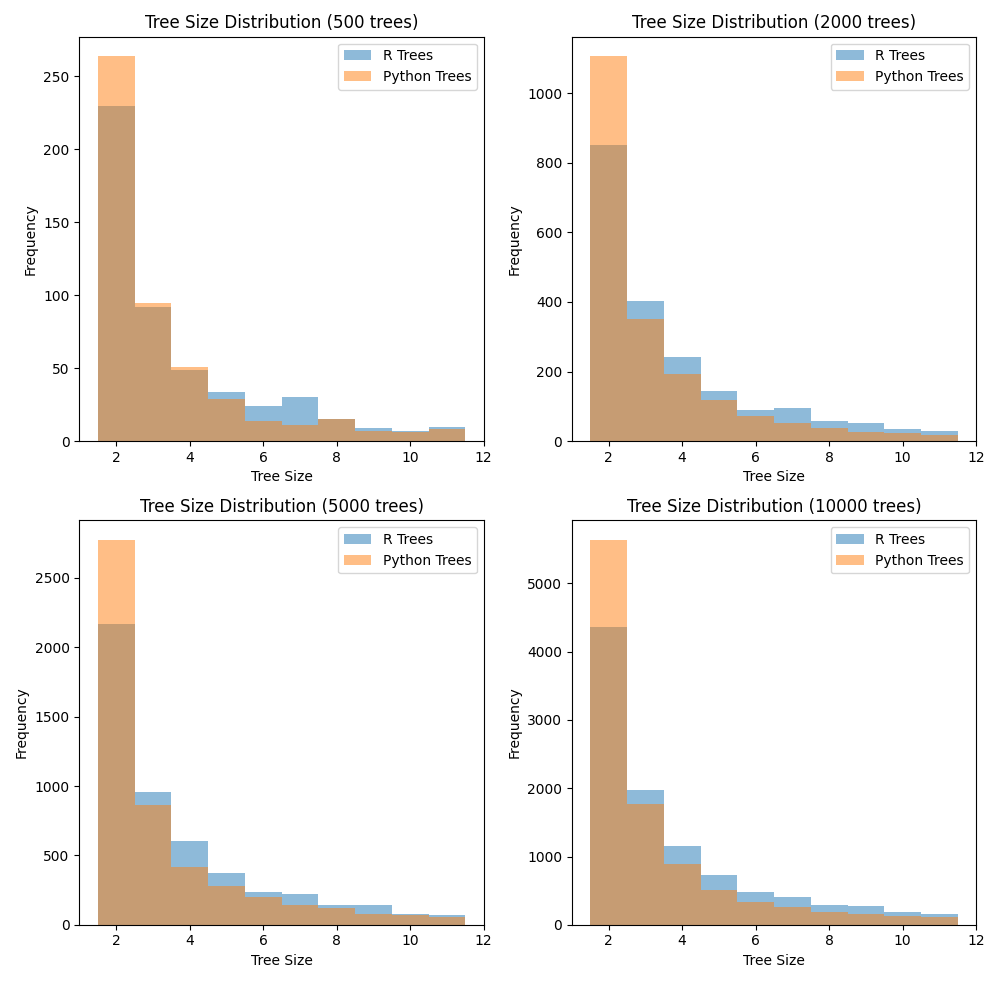 Tree Size Distribution (500 trees)
R Trees
Python Trees
Frequency
250
200
150
100
50
0
2 4 6 8 10 12
Tree Size
Tree Size Distribution (2000 trees)
R Trees
Python Trees
Frequency
1000
800
600
400
200
0
2 4 6 8 10 12
Tree Size
Tree Size Distribution (5000 trees)
R Trees
Python Trees
Frequency
2500
2000
1500
1000
500
0
2 4 6 8 10 12
Tree Size
Tree Size Distribution (10000 trees)
R Trees
Python Trees
Frequency
5000
4000
3000
2000
1000
0
2 4 6 8 10 12
Tree Size